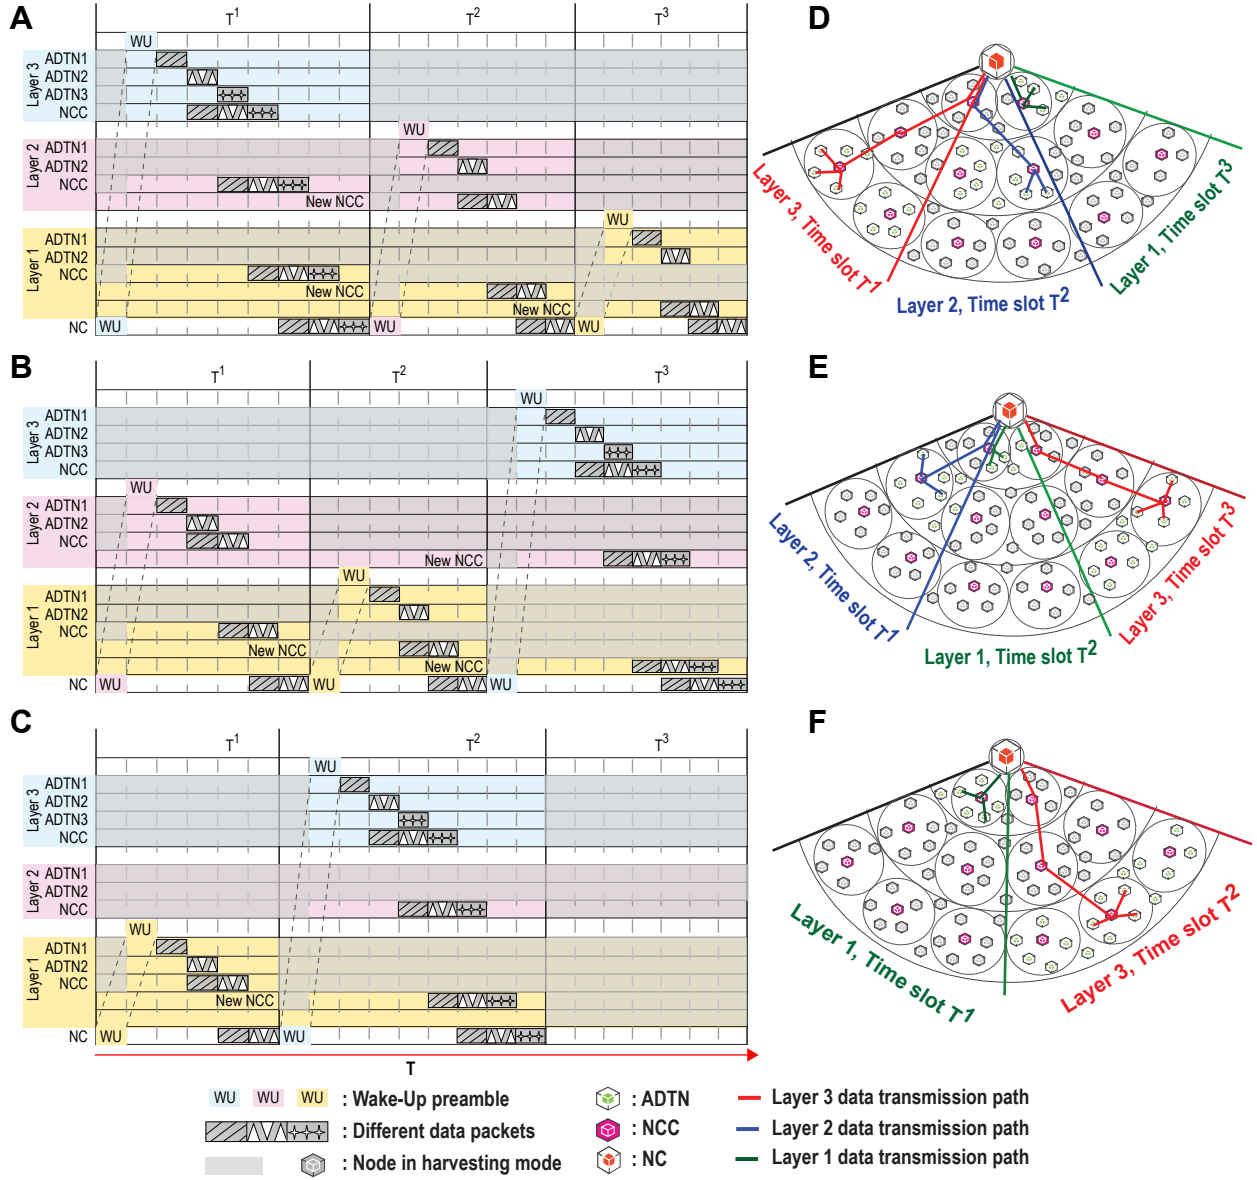 A
T1
T2
T3
WU
Layer 3
ADTN1
ADTN2
ADTN3
NCC
WU
Layer 2
ADTN1
ADTN2
NCC
New NCC
WU
Layer 1
ADTN1
ADTN2
NCC
New NCC
New NCC
NC
WU
WU
WU
D
Layer 3, Time slot T1
Layer 2, Time slot T2
Layer 1, Time slot T3
B
T1
T2
T3
WU
Layer 3
ADTN1
ADTN2
ADTN3
NCC
WU
Layer 2
ADTN1
ADTN2
NCC
New NCC
WU
Layer 1
ADTN1
ADTN2
NCC
New NCC
New NCC
NC
WU
WU
WU
E
Layer 2, Time slot T1
Layer 1, Time slot T2
Layer 3, Time slot T3
C
T1
T2
T3
WU
Layer 3
ADTN1
ADTN2
ADTN3
NCC
Layer 2
ADTN1
ADTN2
NCC
WU
Layer 1
ADTN1
ADTN2
NCC
New NCC
NC
WU
WU
T
F
Layer 1, Time slot T1
Layer 3, Time slot T2
WU WU WU : Wake-Up preamble
: Different data packets
: Node in harvesting mode
: ADTN
: NCC
: NC
Layer 3 data transmission path
Layer 2 data transmission path
Layer 1 data transmission path